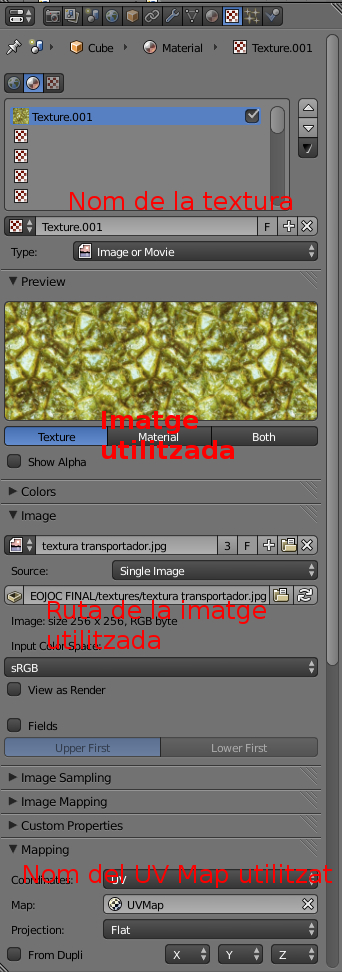 Cube Material Texture.001
Texture.001
Nom de la textura
Texture.001 F
Type: Image or Movie
Preview
Imatge
utilitzada
Texture Material Both
Show Alpha
Colors
Image
textura transportador.jpg 3 F
Source: Single Image
EOJOC FINAL/textures/textura transportador.jpg
Ruta de la imatge
utilitzada
Image: size 256 x 256, RGB byte
Input Color Space:
sRGB
View as Render
Fields
Upper First Lower First
Image Sampling
Image Mapping
Custom Properties
Mapping
Nom del UV Map utilitzat
Coordinates: UV
Map: UVMap
Projection: Flat
From Dupli X Y Z